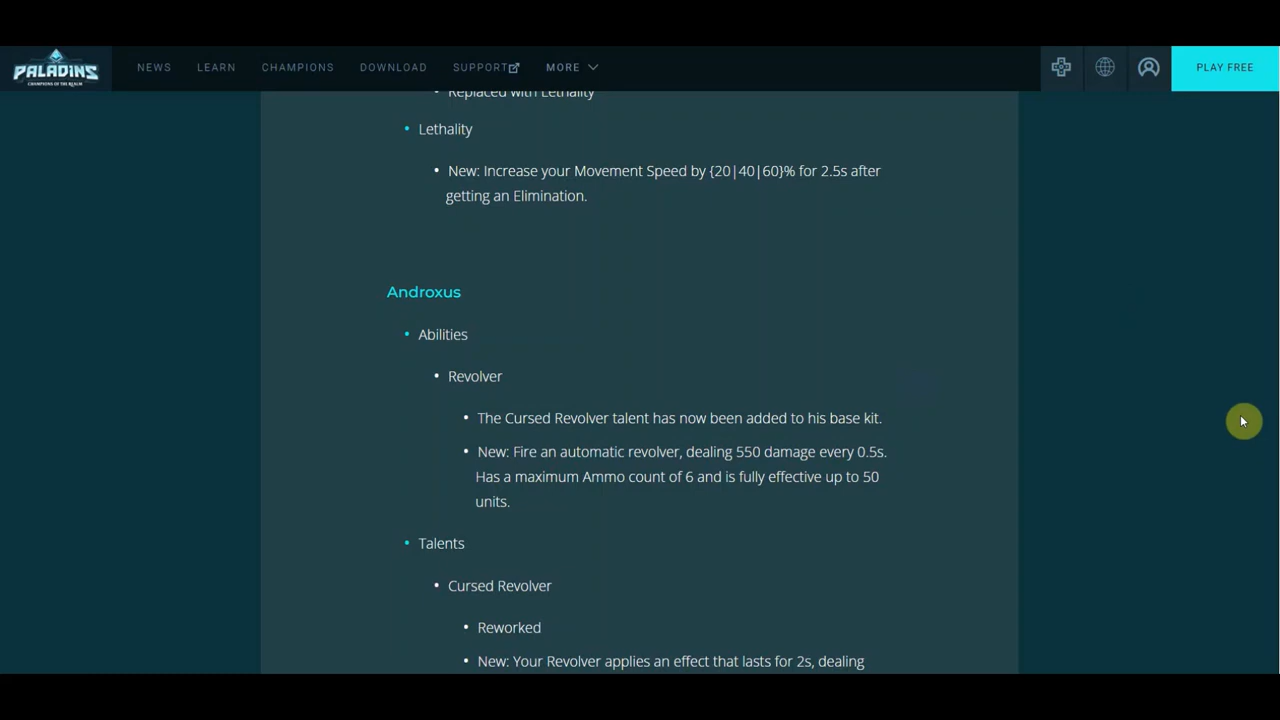 PALADINS
CHAMPIONS OF THE REALM
NEWS
LEARN
CHAMPIONS
DOWNLOAD
SUPPORT
MORE
PLAY FREE
• Replaced with Lethality
• Lethality
• New: Increase your Movement Speed by {20|40|60}% for 2.5s after
getting an Elimination.
Androxus
• Abilities
• Revolver
• The Cursed Revolver talent has now been added to his base kit.
• New: Fire an automatic revolver, dealing 550 damage every 0.5s.
Has a maximum Ammo count of 6 and is fully effective up to 50
units.
• Talents
• Cursed Revolver
• Reworked
• New: Your Revolver applies an effect that lasts for 2s, dealing